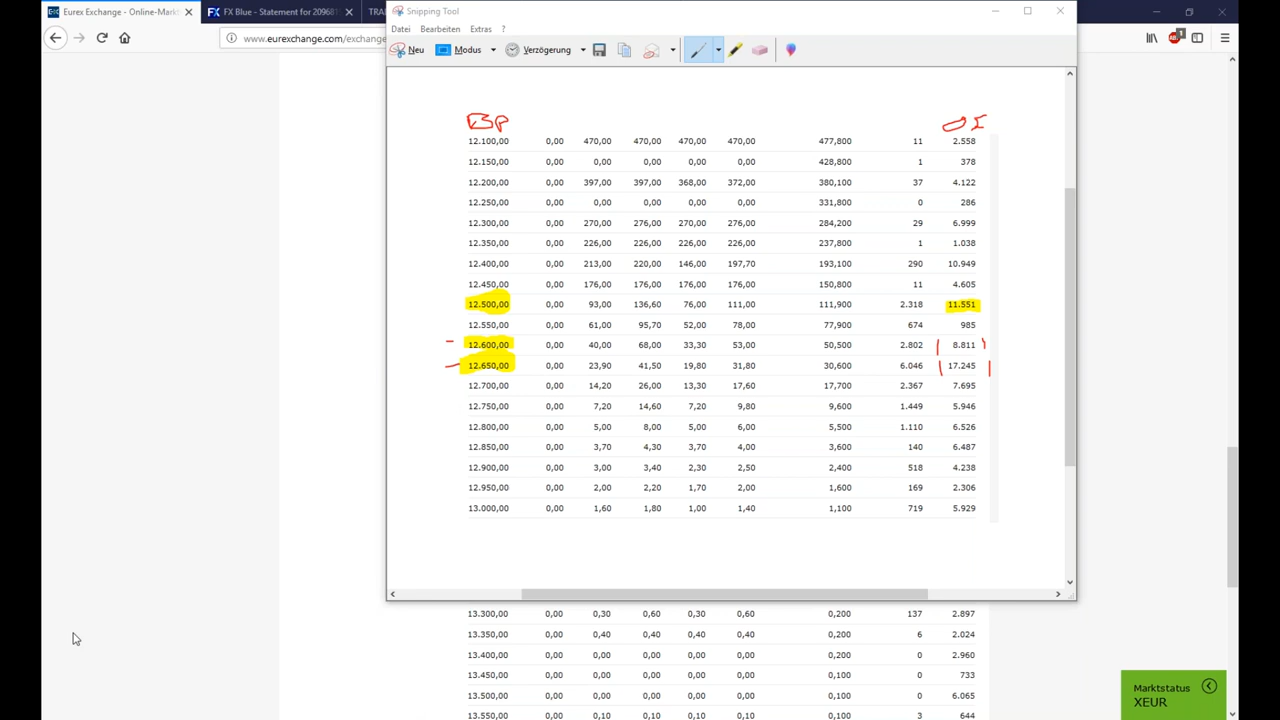 Eurex Exchange - Online-Markt
FX Blue - Statement for 209681
TRA
www.eurexchange.com/exchange
Snipping Tool
Datei Bearbeiten Extras ?
Neu Modus Verzögerung
BP OI
12.100,00 0,00 470,00 470,00 470,00 470,00 477,800 11 2.558
12.150,00 0,00 0,00 0,00 0,00 0,00 428,800 1 378
12.200,00 0,00 397,00 397,00 368,00 372,00 380,100 37 4.122
12.250,00 0,00 0,00 0,00 0,00 0,00 331,800 0 286
12.300,00 0,00 270,00 276,00 270,00 276,00 284,200 29 6.999
12.350,00 0,00 226,00 226,00 226,00 226,00 237,800 1 1.038
12.400,00 0,00 213,00 220,00 146,00 197,70 193,100 290 10.949
12.450,00 0,00 176,00 176,00 176,00 176,00 150,800 11 4.605
12.500,00 0,00 93,00 136,60 76,00 111,00 111,900 2.318 11.551
12.550,00 0,00 61,00 95,70 52,00 78,00 77,900 674 985
12.600,00 0,00 40,00 68,00 33,30 53,00 50,500 2.802 8.811
12.650,00 0,00 23,90 41,50 19,80 31,80 30,600 6.046 17.245
12.700,00 0,00 14,20 26,00 13,30 17,60 17,700 2.367 7.695
12.750,00 0,00 7,20 14,60 7,20 9,80 9,600 1.449 5.946
12.800,00 0,00 5,00 8,00 5,00 6,00 5,500 1.110 6.526
12.850,00 0,00 3,70 4,30 3,70 4,00 3,600 140 6.487
12.900,00 0,00 3,00 3,40 2,30 2,50 2,400 518 4.238
12.950,00 0,00 2,00 2,20 1,70 2,00 1,600 169 2.306
13.000,00 0,00 1,60 1,80 1,00 1,40 1,100 719 5.929
13.300,00 0,00 0,30 0,60 0,30 0,60 0,200 137 2.897
13.350,00 0,00 0,40 0,40 0,40 0,40 0,200 6 2.024
13.400,00 0,00 0,00 0,00 0,00 0,00 0,200 0 2.960
13.450,00 0,00 0,00 0,00 0,00 0,00 0,100 0 733
13.500,00 0,00 0,00 0,00 0,00 0,00 0,100 0 6.065
13.550,00 0,00 0,10 0,10 0,10 0,10 0,100 3 644
Marktstatus
XEUR